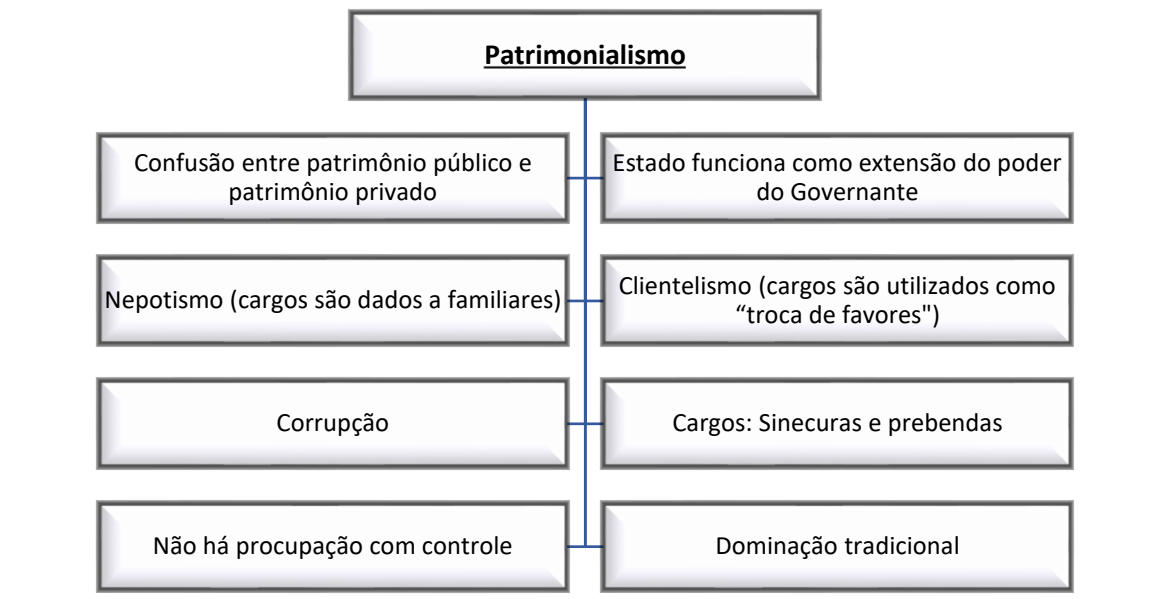 Patrimonialismo
Confusão entre patrimônio público e
patrimônio privado
Estado funciona como extensão do poder
do Governante
Nepotismo (cargos são dados a familiares)
Clientelismo (cargos são utilizados como
“troca de favores")
Corrupção
Cargos: Sinecuras e prebendas
Não há procupação com controle
Dominação tradicional